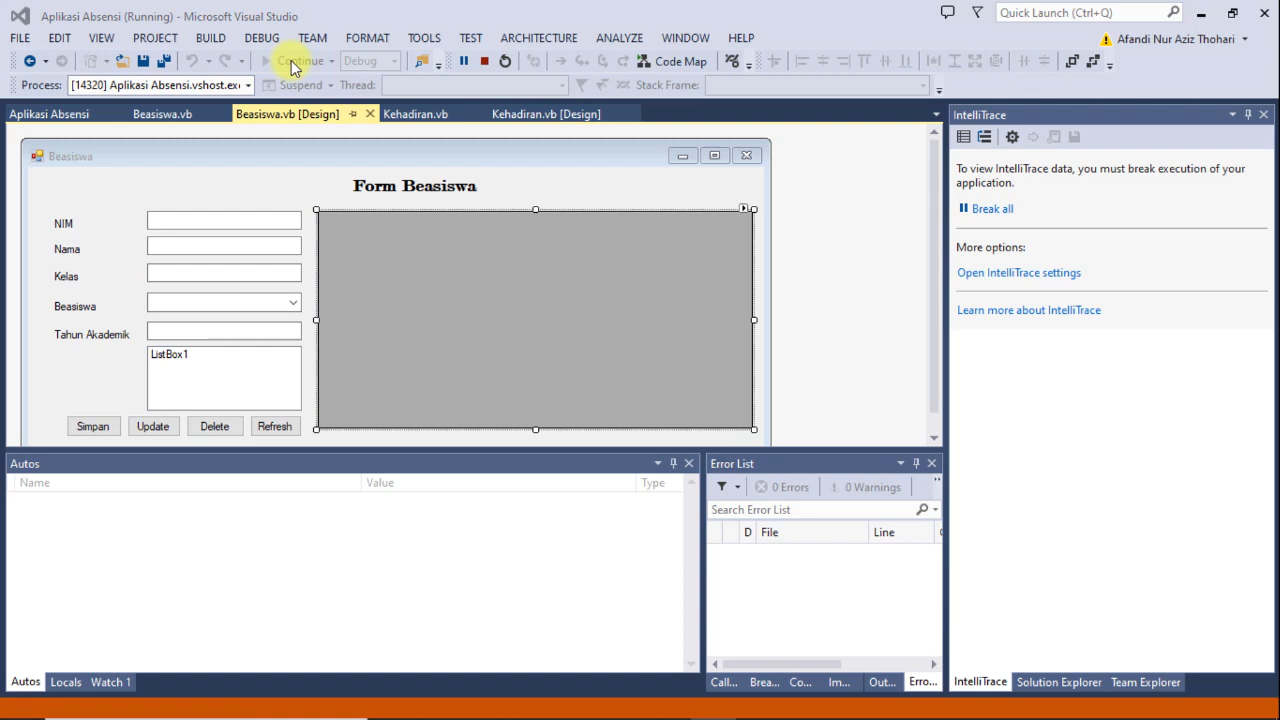 Aplikasi Absensi (Running) - Microsoft Visual Studio
Quick Launch (Ctrl+Q)
FILE EDIT VIEW PROJECT BUILD DEBUG TEAM FORMAT TOOLS TEST ARCHITECTURE ANALYZE WINDOW HELP
Afandi Nur Aziz Thohari
Continue Debug Code Map
Process: [14320] Aplikasi Absensi.vshost.ex Suspend Thread: Stack Frame:
Aplikasi Absensi Beasiswa.vb Beasiswa.vb [Design] Kehadiran.vb Kehadiran.vb [Design]
IntelliTrace
Beasiswa
Form Beasiswa
NIM
Nama
Kelas
Beasiswa
Tahun Akademik
ListBox1
Simpan Update Delete Refresh
To view IntelliTrace data, you must break execution of your
application.
Break all
More options:
Open IntelliTrace settings
Learn more about IntelliTrace
Autos
Name Value Type
Error List
0 Errors 0 Warnings
Search Error List
D File Line
Autos Locals Watch 1
Call... Brea... Co... Im... Out... Erro...
IntelliTrace Solution Explorer Team Explorer